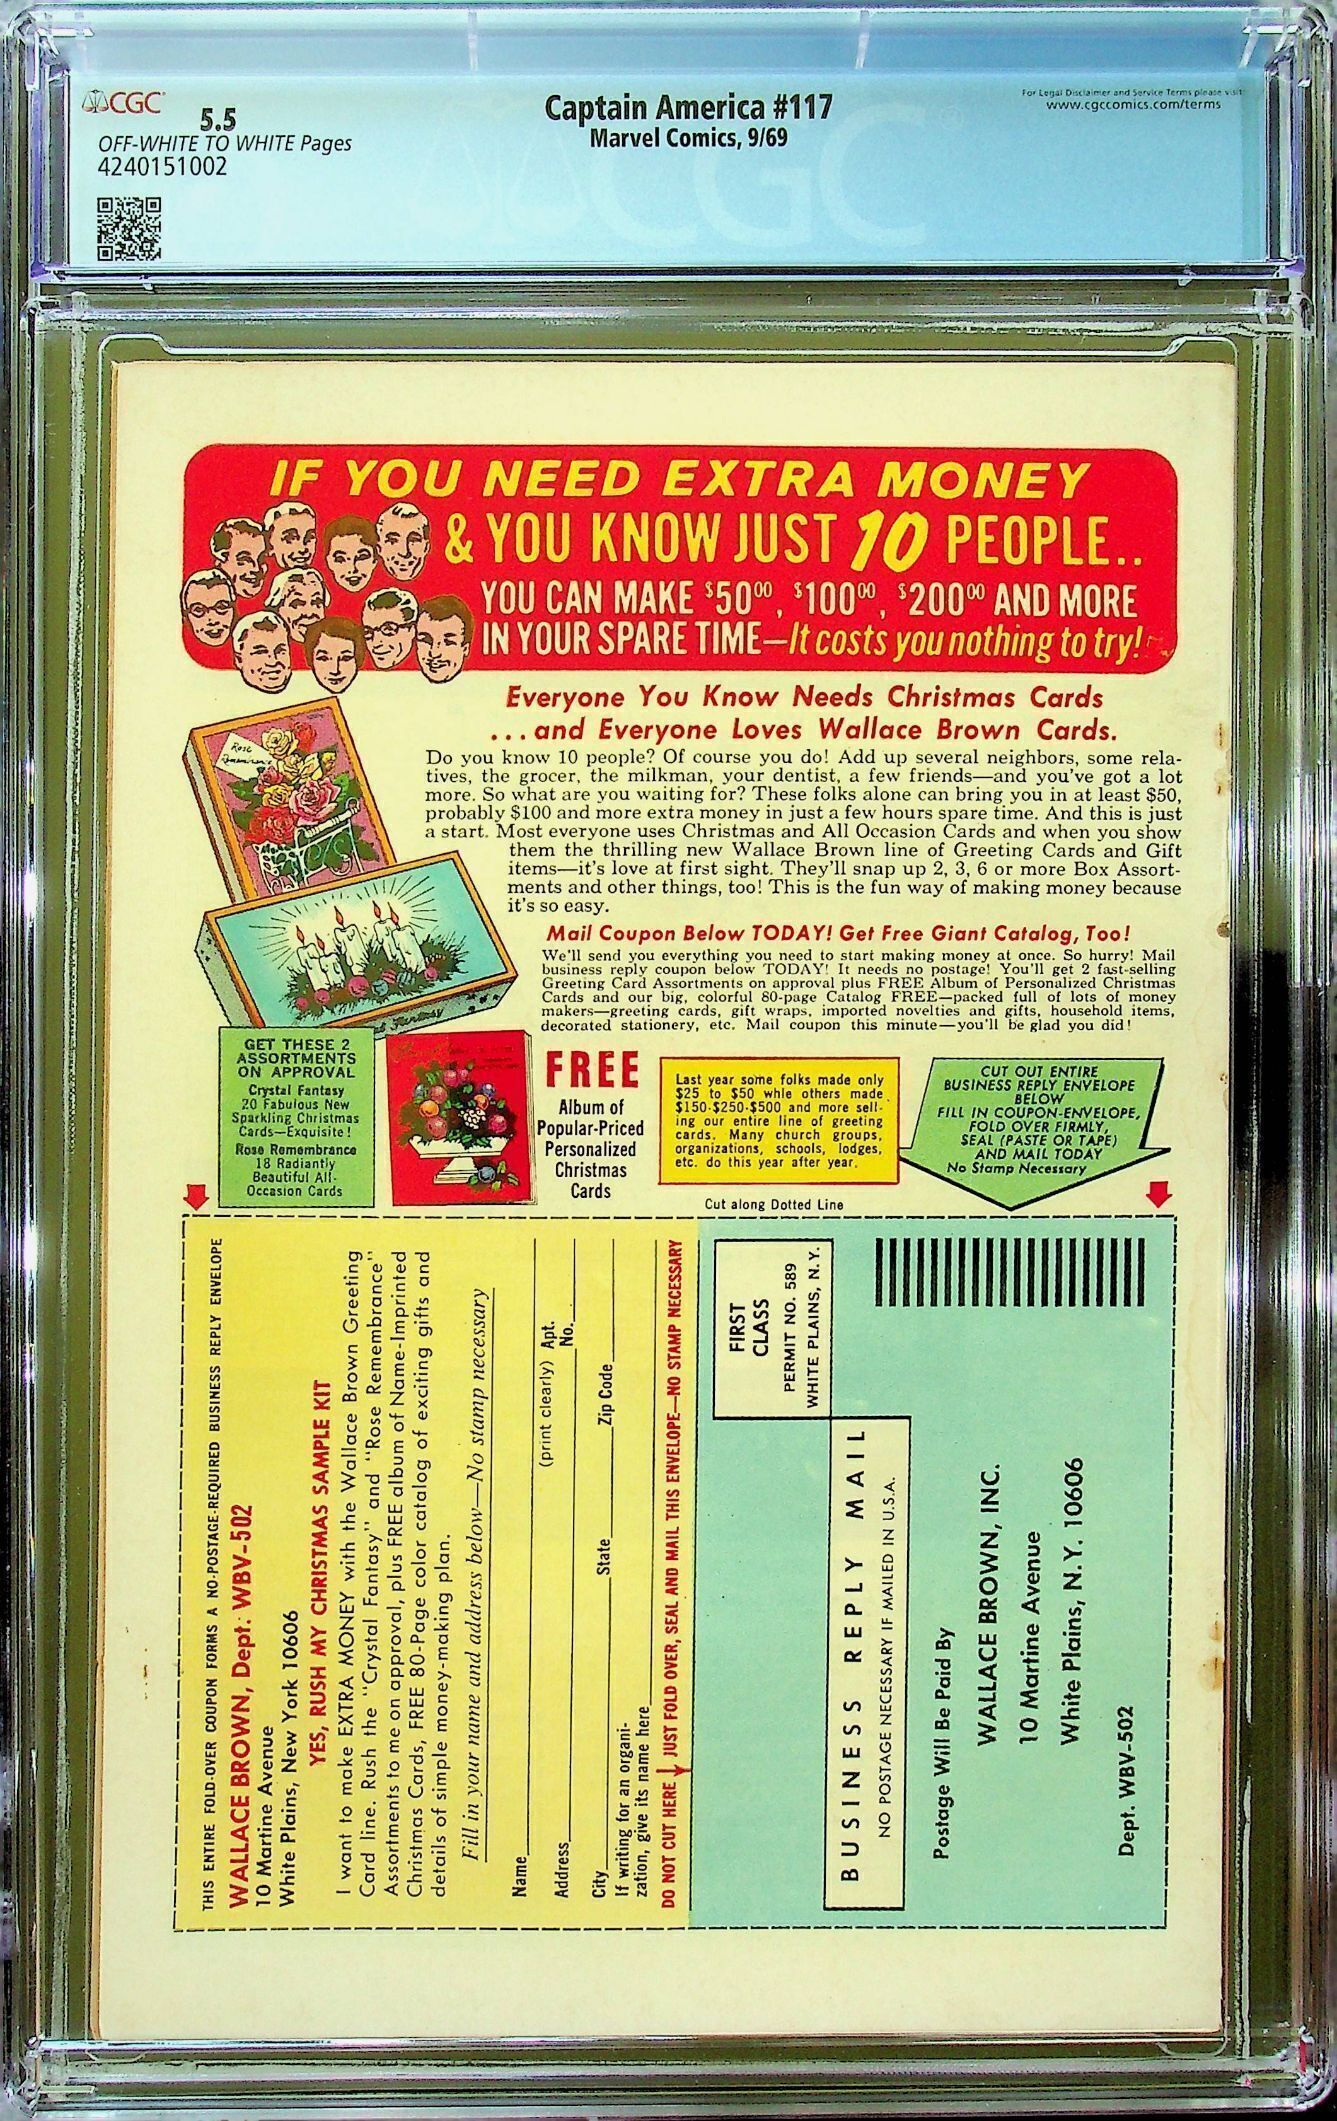 CGC
5.5
OFF-WHITE TO WHITE Pages
4240151002
Captain America #117
Marvel Comics, 9/69
For Legal Disclaimer and Service Terms please visit
www.cgccomics.com/terms
CGC
IF YOU NEED EXTRA MONEY
& YOU KNOW JUST 10 PEOPLE..
YOU CAN MAKE $50⁰⁰, $100⁰⁰, $200⁰⁰ AND MORE
IN YOUR SPARE TIME—It costs you nothing to try!
Everyone You Know Needs Christmas Cards
...and Everyone Loves Wallace Brown Cards.
Rose
Remembrance
Do you know 10 people? Of course you do! Add up several neighbors, some rela-
tives, the grocer, the milkman, your dentist, a few friends—and you've got a lot
more. So what are you waiting for? These folks alone can bring you in at least $50,
probably $100 and more extra money in just a few hours spare time. And this is just
a start. Most everyone uses Christmas and All Occasion Cards and when you show
them the thrilling new Wallace Brown line of Greeting Cards and Gift
items—it's love at first sight. They'll snap up 2, 3, 6 or more Box Assort-
ments and other things, too! This is the fun way of making money because
it's so easy.
Mail Coupon Below TODAY! Get Free Giant Catalog, Too!
We'll send you everything you need to start making money at once. So hurry! Mail
business reply coupon below TODAY! It needs no postage! You'll get 2 fast-selling
Greeting Card Assortments on approval plus FREE Album of Personalized Christmas
Cards and our big, colorful 80-page Catalog FREE—packed full of lots of money
makers—greeting cards, gift wraps, imported novelties and gifts, household items,
decorated stationery, etc. Mail coupon this minute—you'll be glad you did!
Fantasy
GET THESE 2
ASSORTMENTS
ON APPROVAL
Crystal Fantasy
20 Fabulous New
Sparkling Christmas
Cards—Exquisite!
Rose Remembrance
18 Radiantly
Beautiful All-
Occasion Cards
FREE
Album of
Popular-Priced
Personalized
Christmas
Cards
Last year some folks made only
$25 to $50 while others made
$150-$250-$500 and more sell-
ing our entire line of greeting
cards. Many church groups,
organizations, schools, lodges,
etc. do this year after year.
CUT OUT ENTIRE
BUSINESS REPLY ENVELOPE
BELOW
FILL IN COUPON-ENVELOPE,
FOLD OVER FIRMLY,
SEAL (PASTE OR TAPE)
AND MAIL TODAY
No Stamp Necessary
Cut along Dotted Line
THIS ENTIRE FOLD-OVER COUPON FORMS A NO-POSTAGE-REQUIRED BUSINESS REPLY ENVELOPE
WALLACE BROWN, Dept. WBV-502
10 Martine Avenue
White Plains, New York 10606
YES, RUSH MY CHRISTMAS SAMPLE KIT
I want to make EXTRA MONEY with the Wallace Brown Greeting
Card line. Rush the "Crystal Fantasy" and "Rose Remembrance"
Assortments to me on approval, plus FREE album of Name-Imprinted
Christmas Cards, FREE 80-Page color catalog of exciting gifts and
details of simple money-making plan.
Fill in your name and address below—No stamp necessary
Name
(print clearly)
Address
Apt.
No.
City
State
Zip Code
If writing for an organi-
zation, give its name here
DO NOT CUT HERE JUST FOLD OVER, SEAL AND MAIL THIS ENVELOPE—NO STAMP NECESSARY
FIRST
CLASS
PERMIT NO. 589
WHITE PLAINS, N.Y.
BUSINESS REPLY MAIL
NO POSTAGE NECESSARY IF MAILED IN U.S.A.
Postage Will Be Paid By
WALLACE BROWN, INC.
10 Martine Avenue
White Plains, N.Y. 10606
Dept. WBV-502